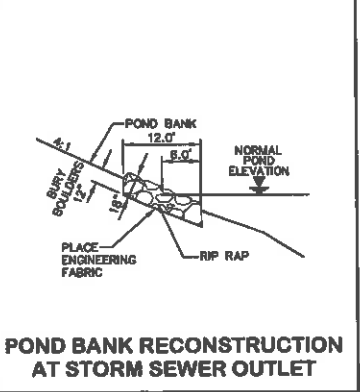 POND BANK
12.0'
4:1
6.0'
NORMAL
POND
ELEVATION
BURY
BOULDERS
12"
18"
PLACE
ENGINEERING
FABRIC
RIP RAP
POND BANK RECONSTRUCTION
AT STORM SEWER OUTLET